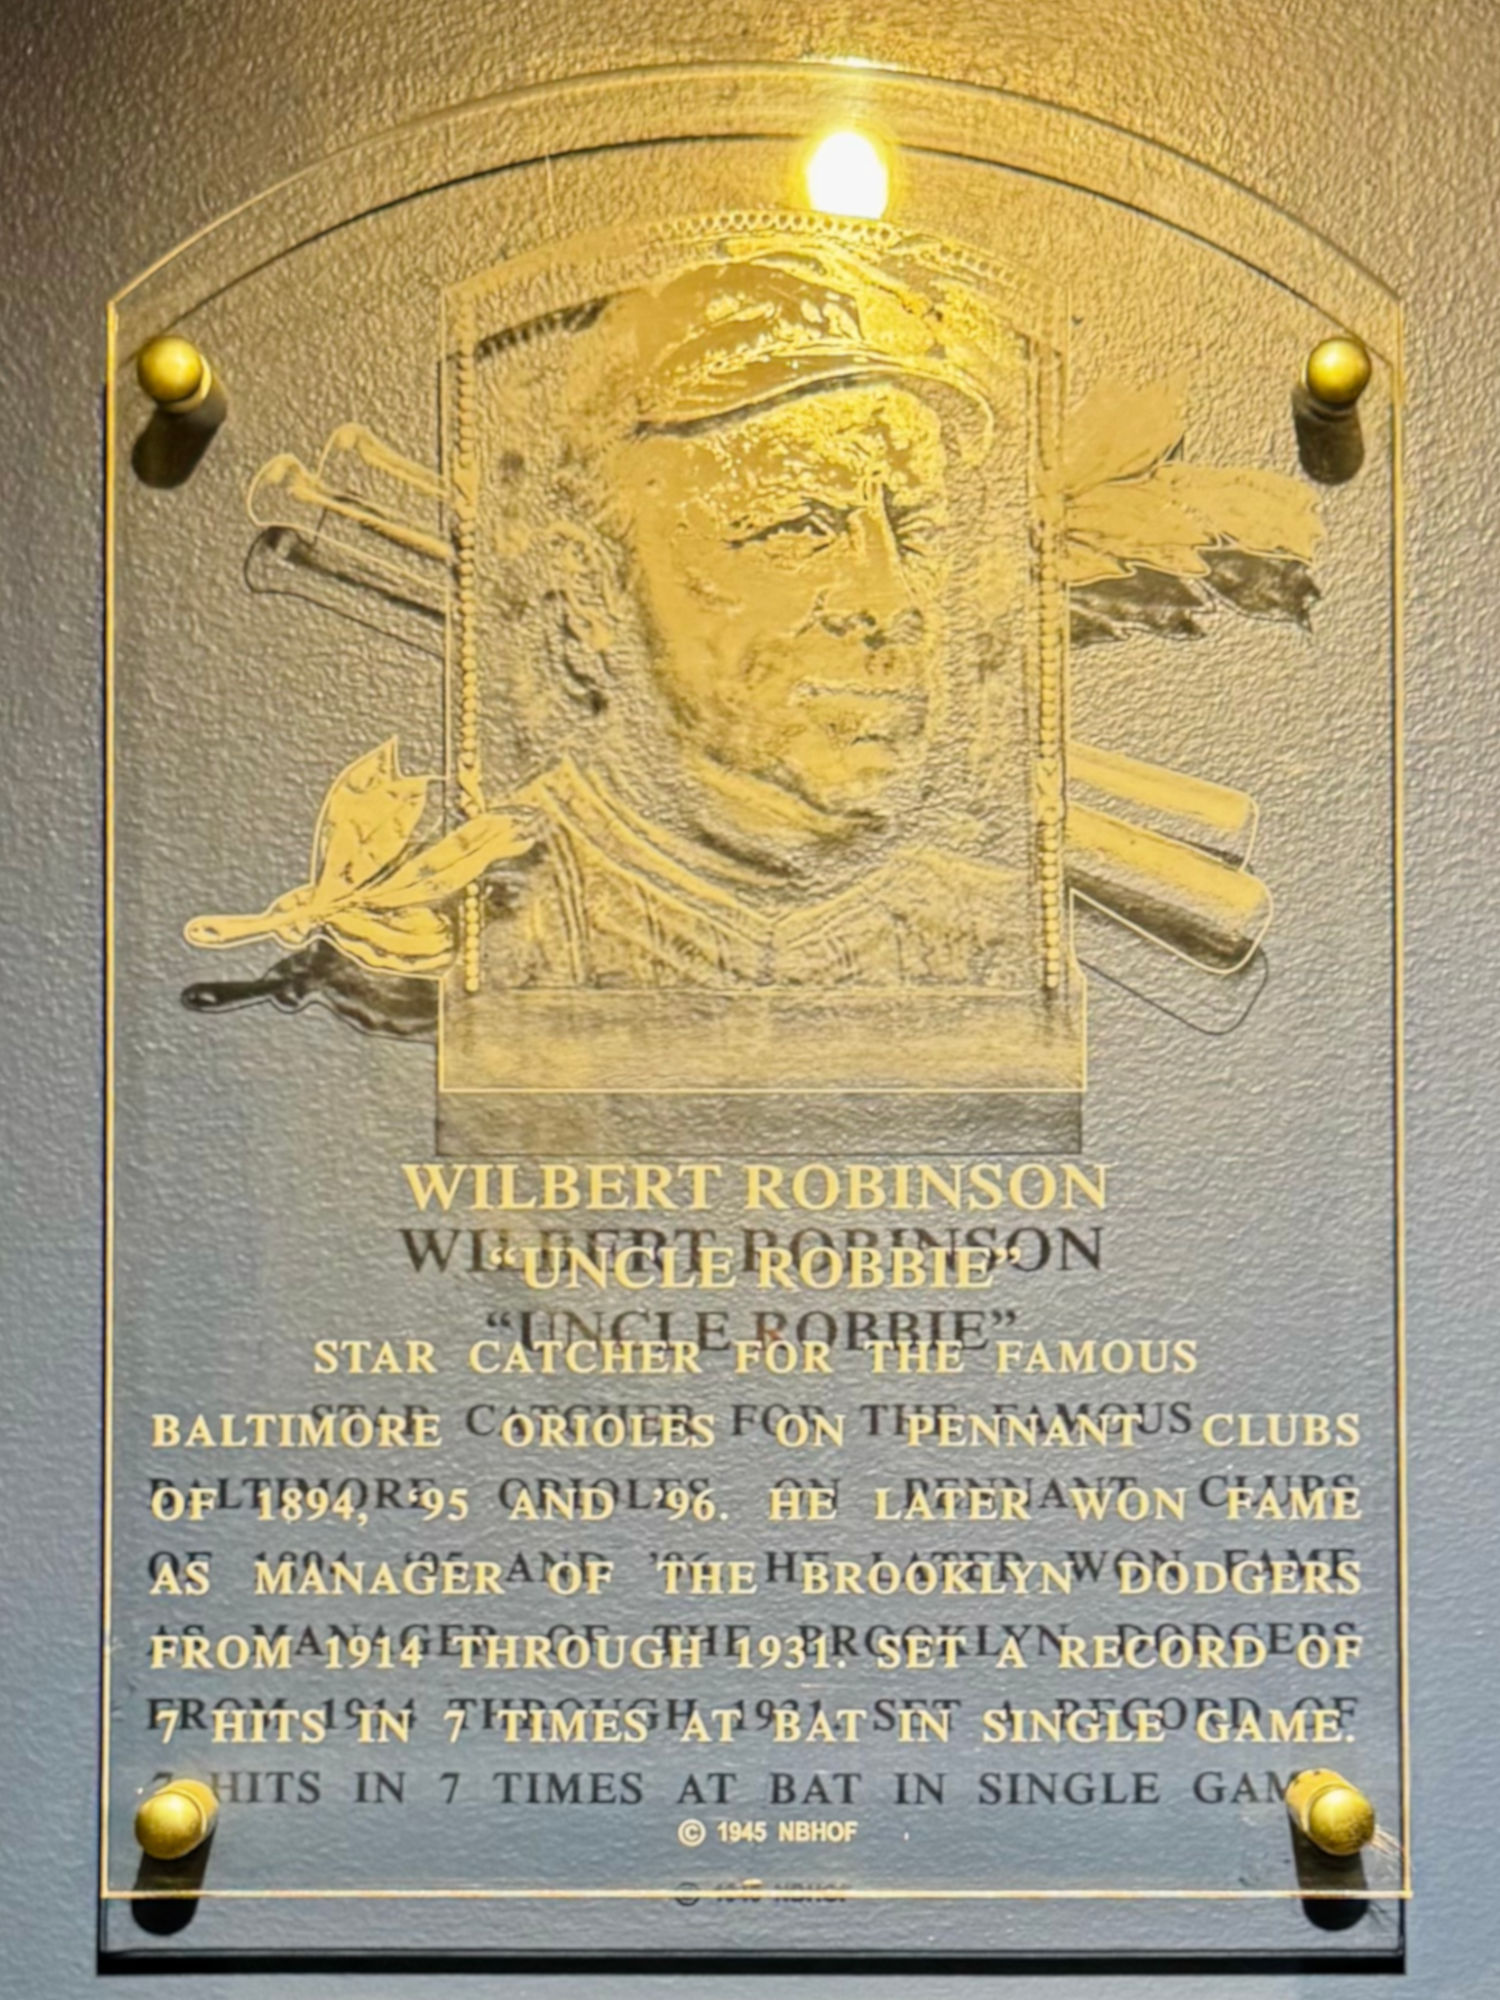 WILBERT ROBINSON
“UNCLE ROBBIE”
STAR CATCHER FOR THE FAMOUS
BALTIMORE ORIOLES ON PENNANT CLUBS
OF 1894, ’95 AND ’96. HE LATER WON FAME
AS MANAGER OF THE BROOKLYN DODGERS
FROM 1914 THROUGH 1931. SET A RECORD OF
7 HITS IN 7 TIMES AT BAT IN SINGLE GAME.
© 1945 NBHOF